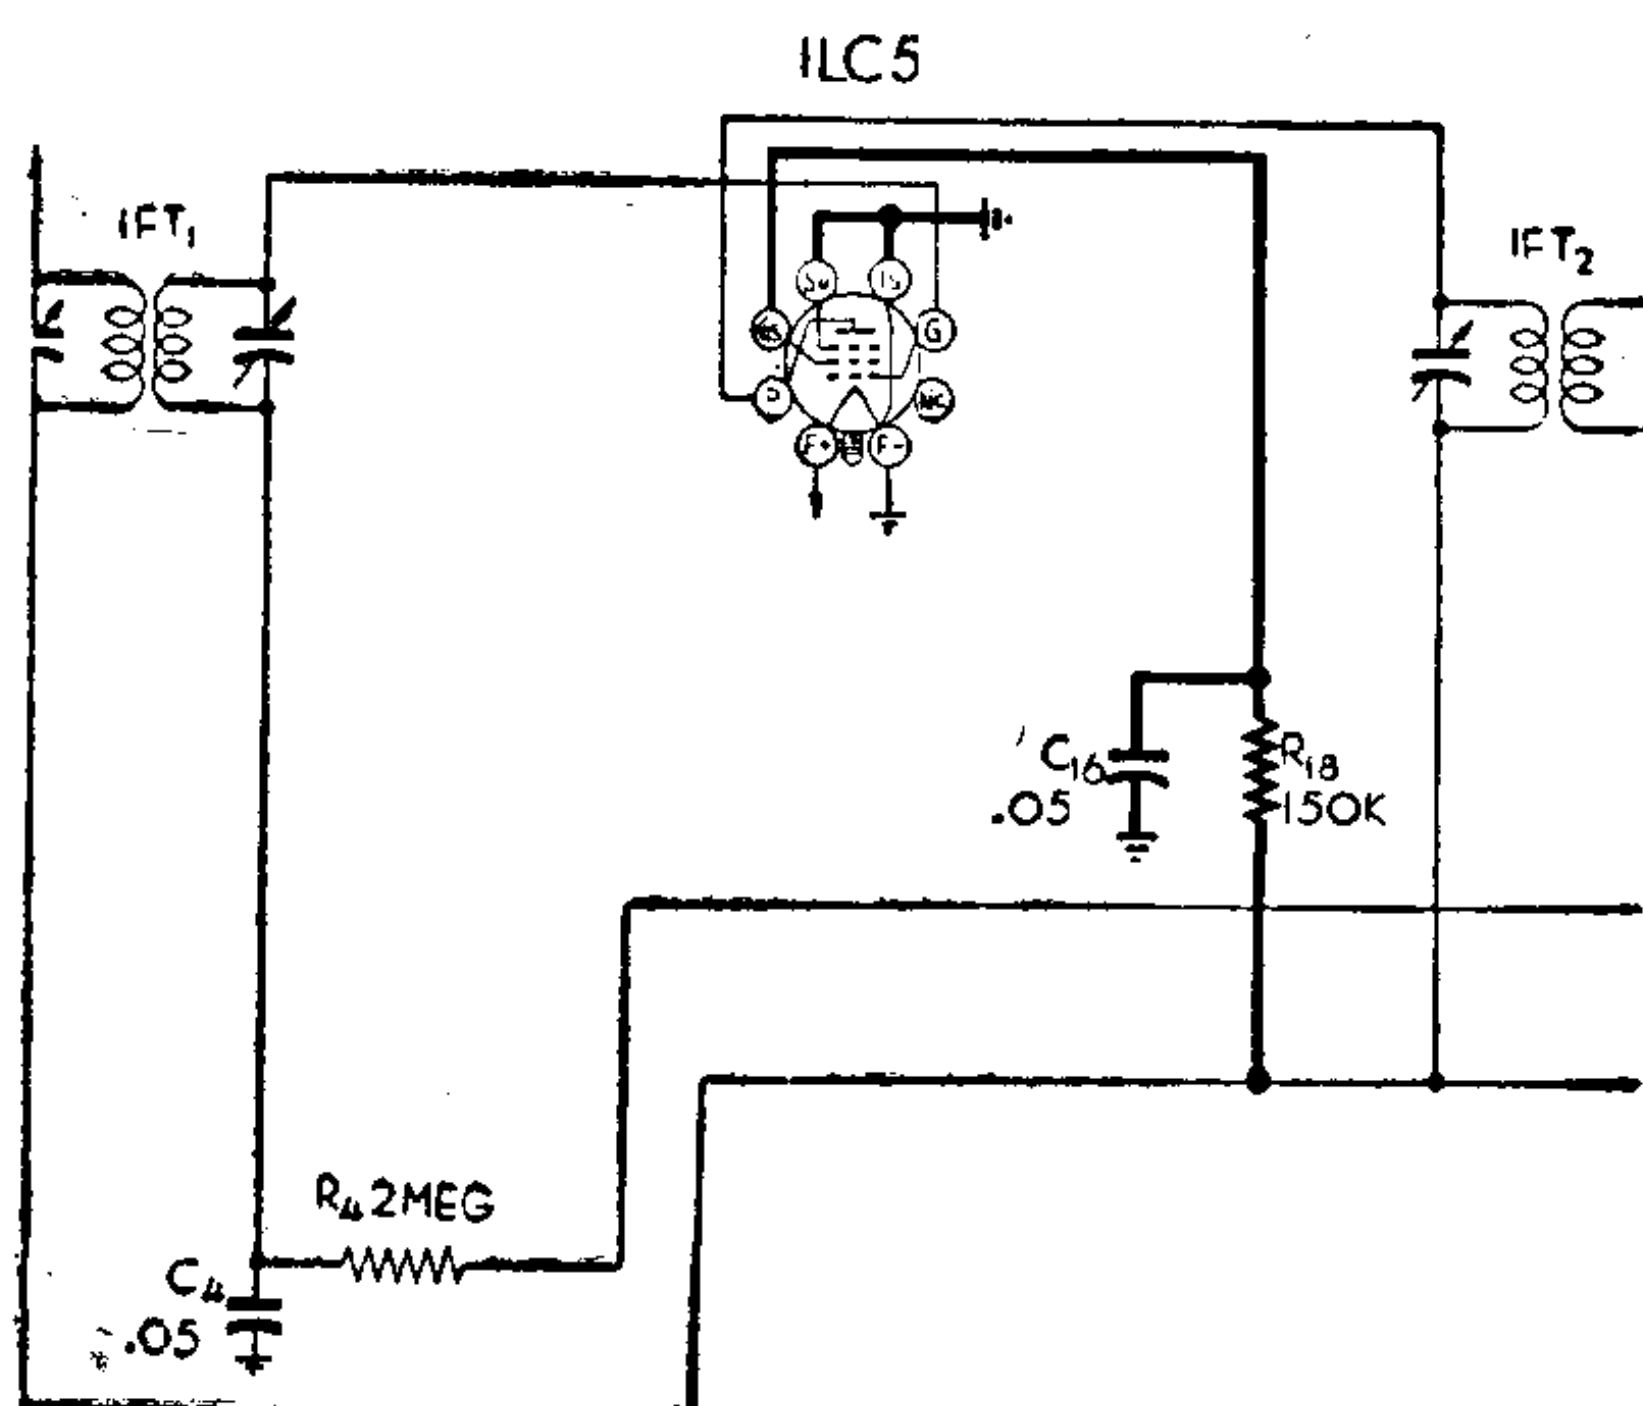 1LC5
IFT1
IFT2
Su
IS
G
P
NC
F+
F-
C16
.05
R18
150K
R4 2MEG
C4
.05